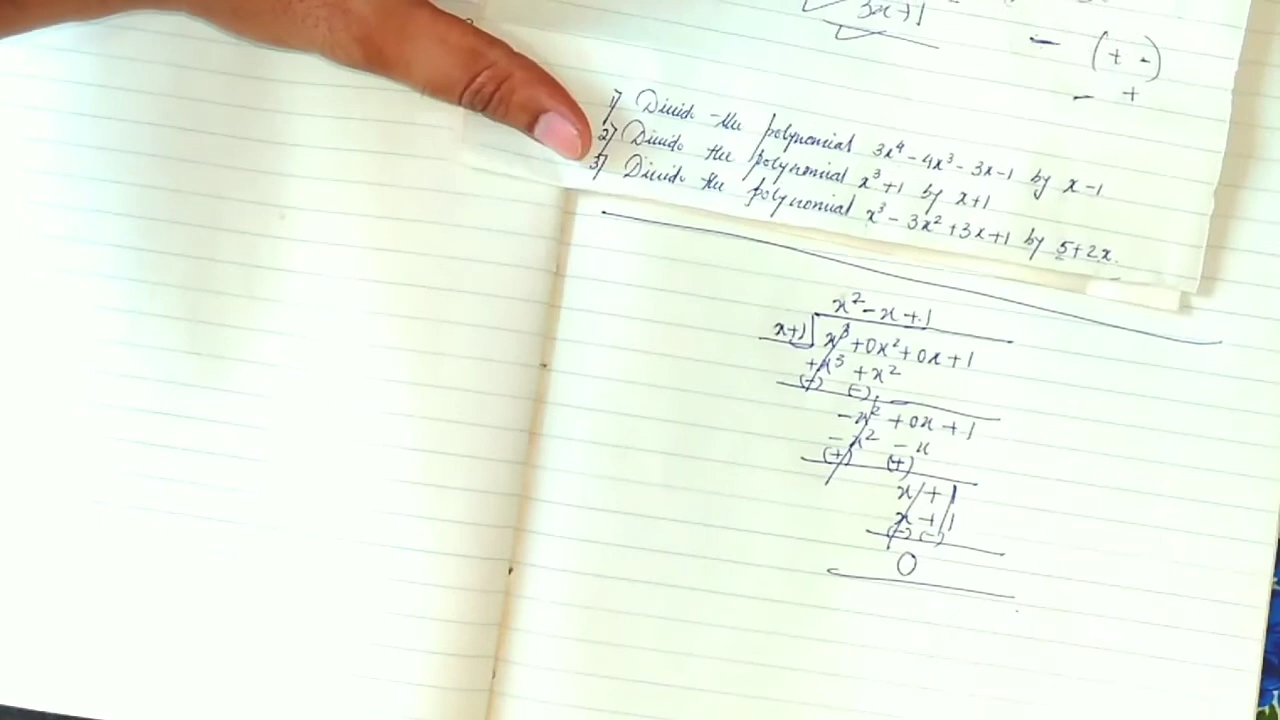 3x+1
- (+ -)
- +
1) Divide the polynomial 3x⁴ - 4x³ - 3x - 1 by x - 1
2) Divide the polynomial x³ + 1 by x + 1
3) Divide the polynomial x³ - 3x² + 3x + 1 by 5 + 2x.
x² - x + 1
x+1 x³ + 0x² + 0x + 1
+x³ + x²
(-) (-)
-x² + 0x + 1
-x² - x
(+) (+)
x + 1
x + 1
(-) (-)
0